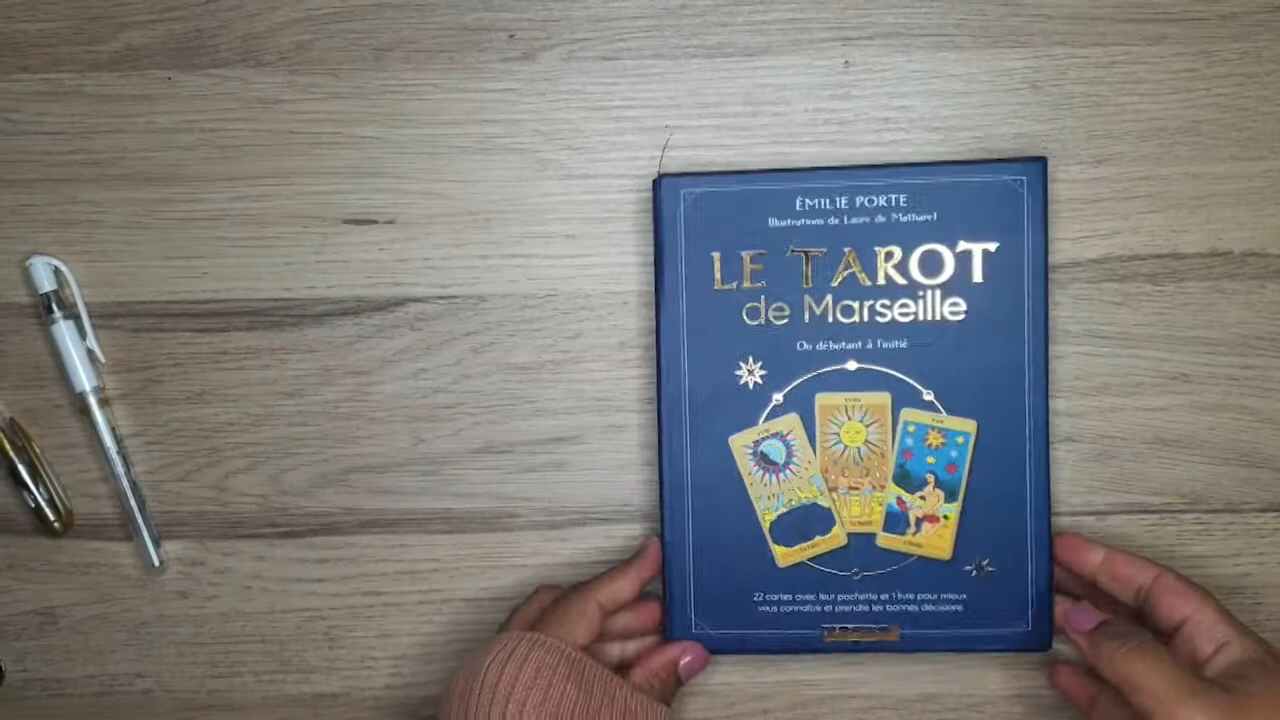 ÉMILIE PORTE
Illustrations de Laure de Matharel
LE TAROT
de Marseille
Du débutant à l'initié
22 cartes avec leur pochette et 1 livre pour mieux
vous connaître et prendre les bonnes décisions